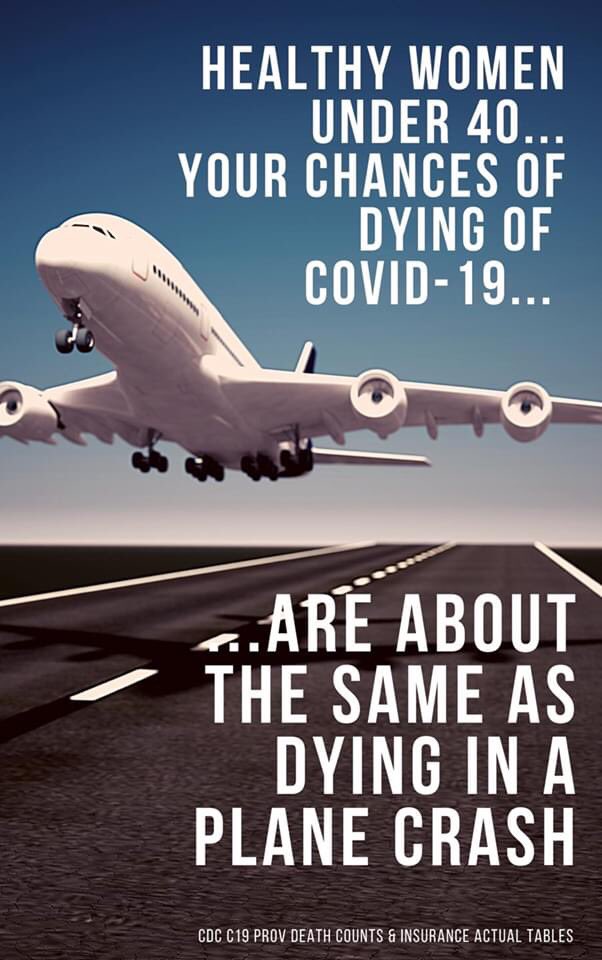 HEALTHY WOMEN
UNDER 40...
YOUR CHANCES OF
DYING OF
COVID-19...
...ARE ABOUT
THE SAME AS
DYING IN A
PLANE CRASH
CDC C19 PROV DEATH COUNTS & INSURANCE ACTUAL TABLES